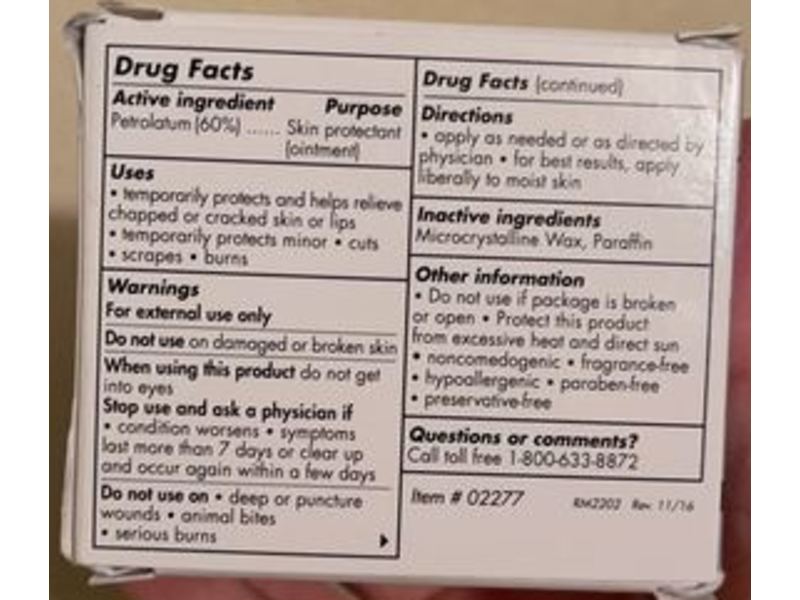 Drug Facts
Active ingredient Purpose
Petrolatum (60%) ...... Skin protectant
(ointment)
Uses
• temporarily protects and helps relieve
chapped or cracked skin or lips
• temporarily protects minor • cuts
• scrapes • burns
Warnings
For external use only
Do not use on damaged or broken skin
When using this product do not get
into eyes
Stop use and ask a physician if
• condition worsens • symptoms
last more than 7 days or clear up
and occur again within a few days
Do not use on • deep or puncture
wounds • animal bites
• serious burns
Drug Facts (continued)
Directions
• apply as needed or as directed by
physician • for best results, apply
liberally to moist skin
Inactive ingredients
Microcrystalline Wax, Paraffin
Other information
• Do not use if package is broken
or open • Protect this product
from excessive heat and direct sun
• noncomedogenic • fragrance-free
• hypoallergenic • paraben-free
• preservative-free
Questions or comments?
Call toll free 1-800-633-8872
Item # 02277 RM2202 Rev. 11/16